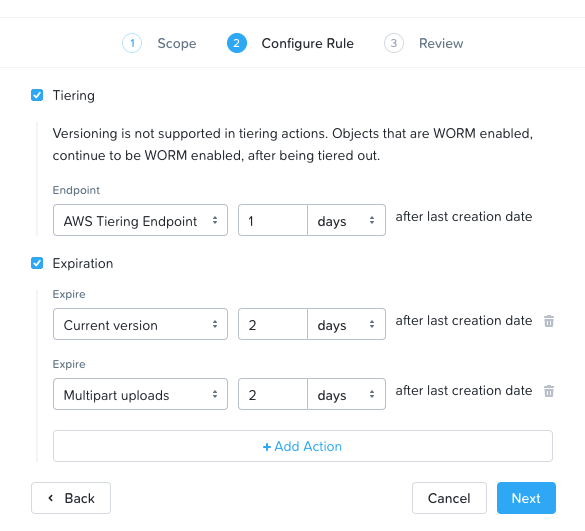 1 Scope 2 Configure Rule 3 Review
Tiering
Versioning is not supported in tiering actions. Objects that are WORM enabled,
continue to be WORM enabled, after being tiered out.
Endpoint
AWS Tiering Endpoint 1 days after last creation date
Expiration
Expire
Current version 2 days after last creation date
Expire
Multipart uploads 2 days after last creation date
+ Add Action
Back Cancel Next